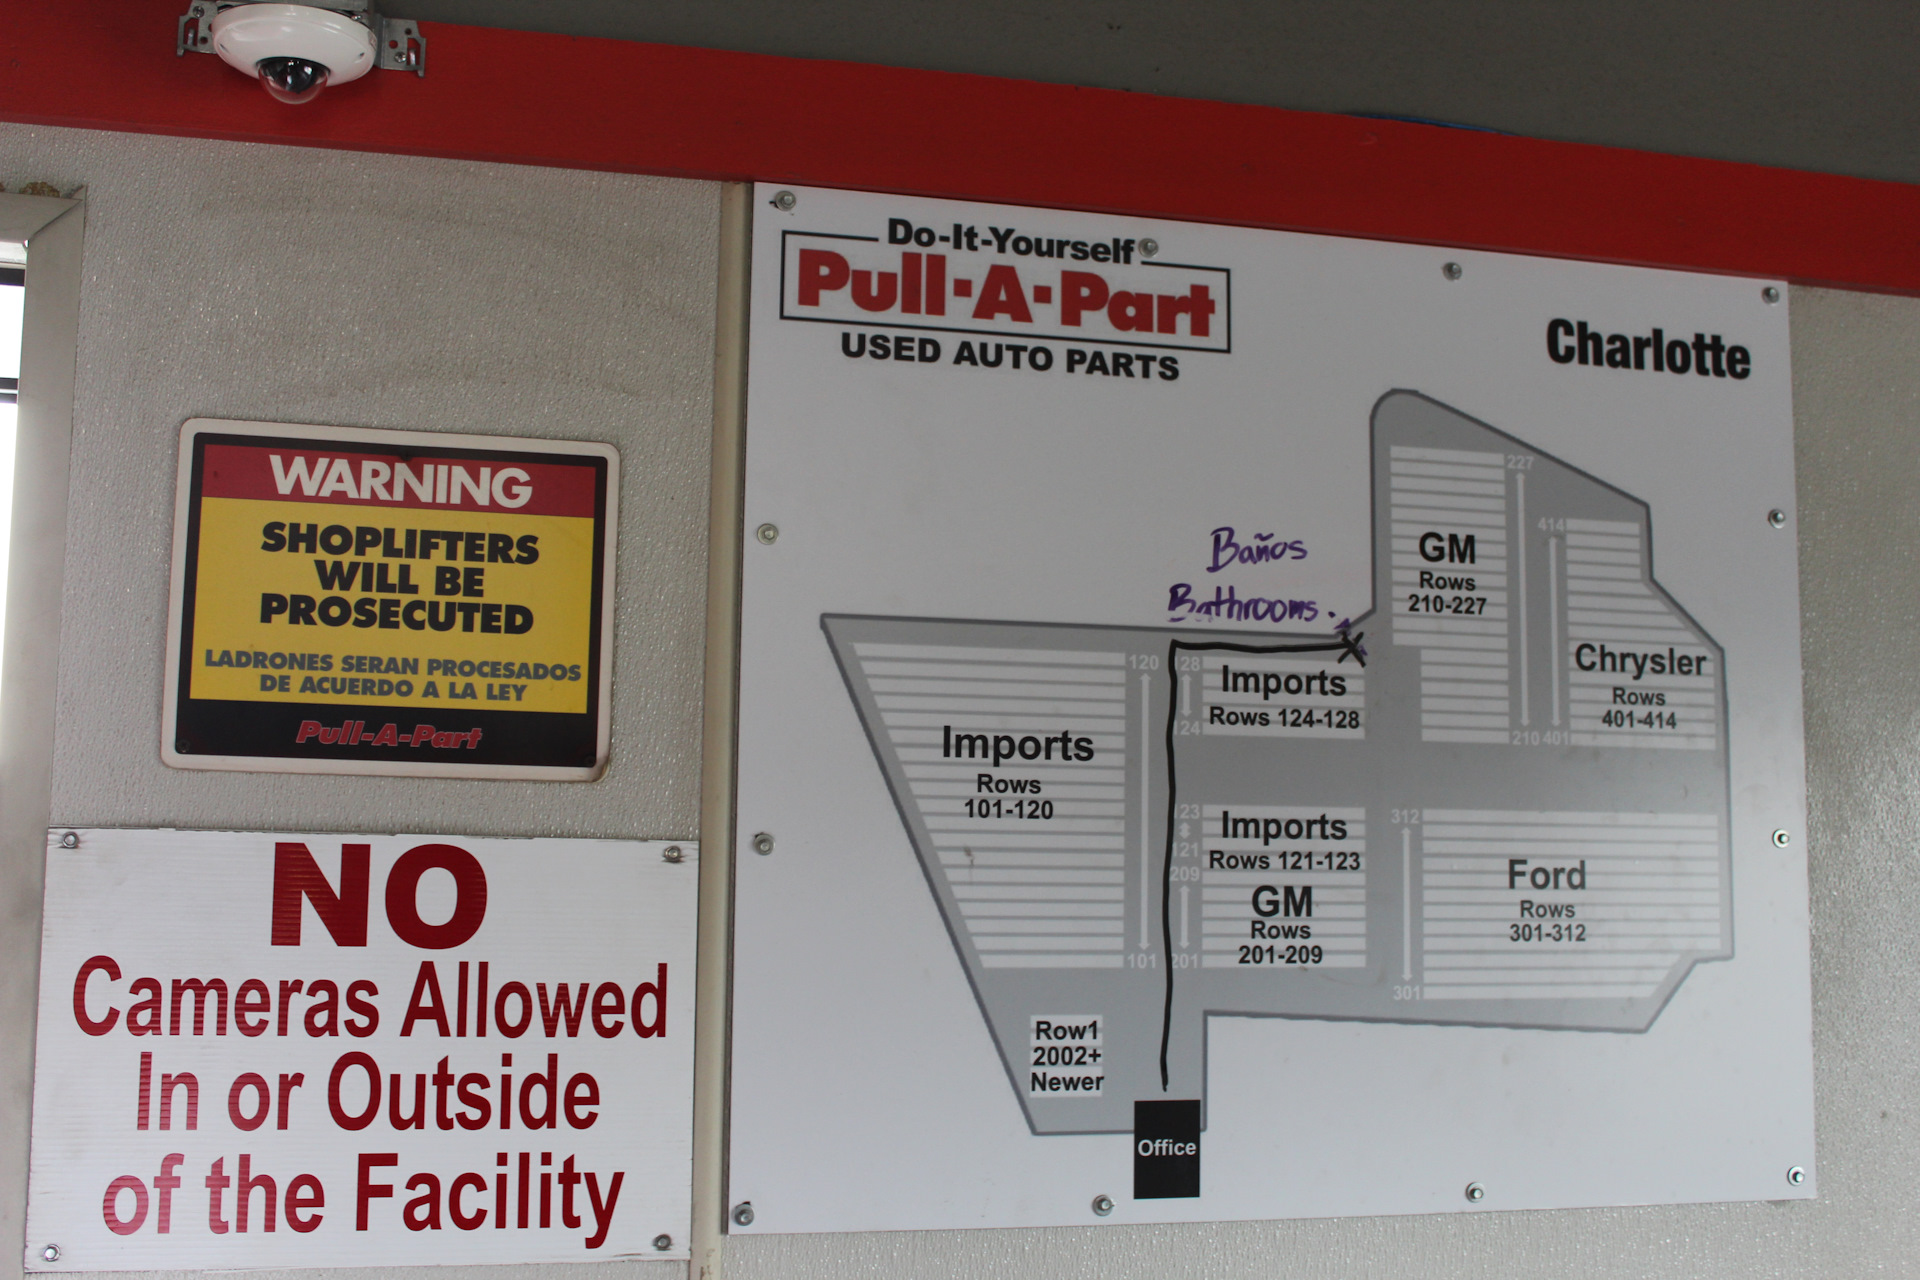 WARNING
SHOPLIFTERS
WILL BE
PROSECUTED
LADRONES SERAN PROCESADOS
DE ACUERDO A LA LEY
Pull-A-Part
NO
Cameras Allowed
In or Outside
of the Facility
Do-It-Yourself
Pull-A-Part
USED AUTO PARTS
Charlotte
Baños
Bathrooms.
227
GM
Rows
210-227
414
Chrysler
Rows
401-414
210 401
120 128
Imports
Rows 124-128
124
Imports
Rows
101-120
123
Imports
121
Rows 121-123
209
GM
Rows
201-209
101 201
312
Ford
Rows
301-312
301
Row1
2002+
Newer
Office